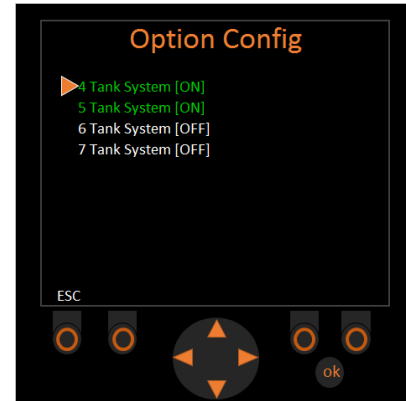 Option Config
4 Tank System [ON]
5 Tank System [ON]
6 Tank System [OFF]
7 Tank System [OFF]
ESC
ok